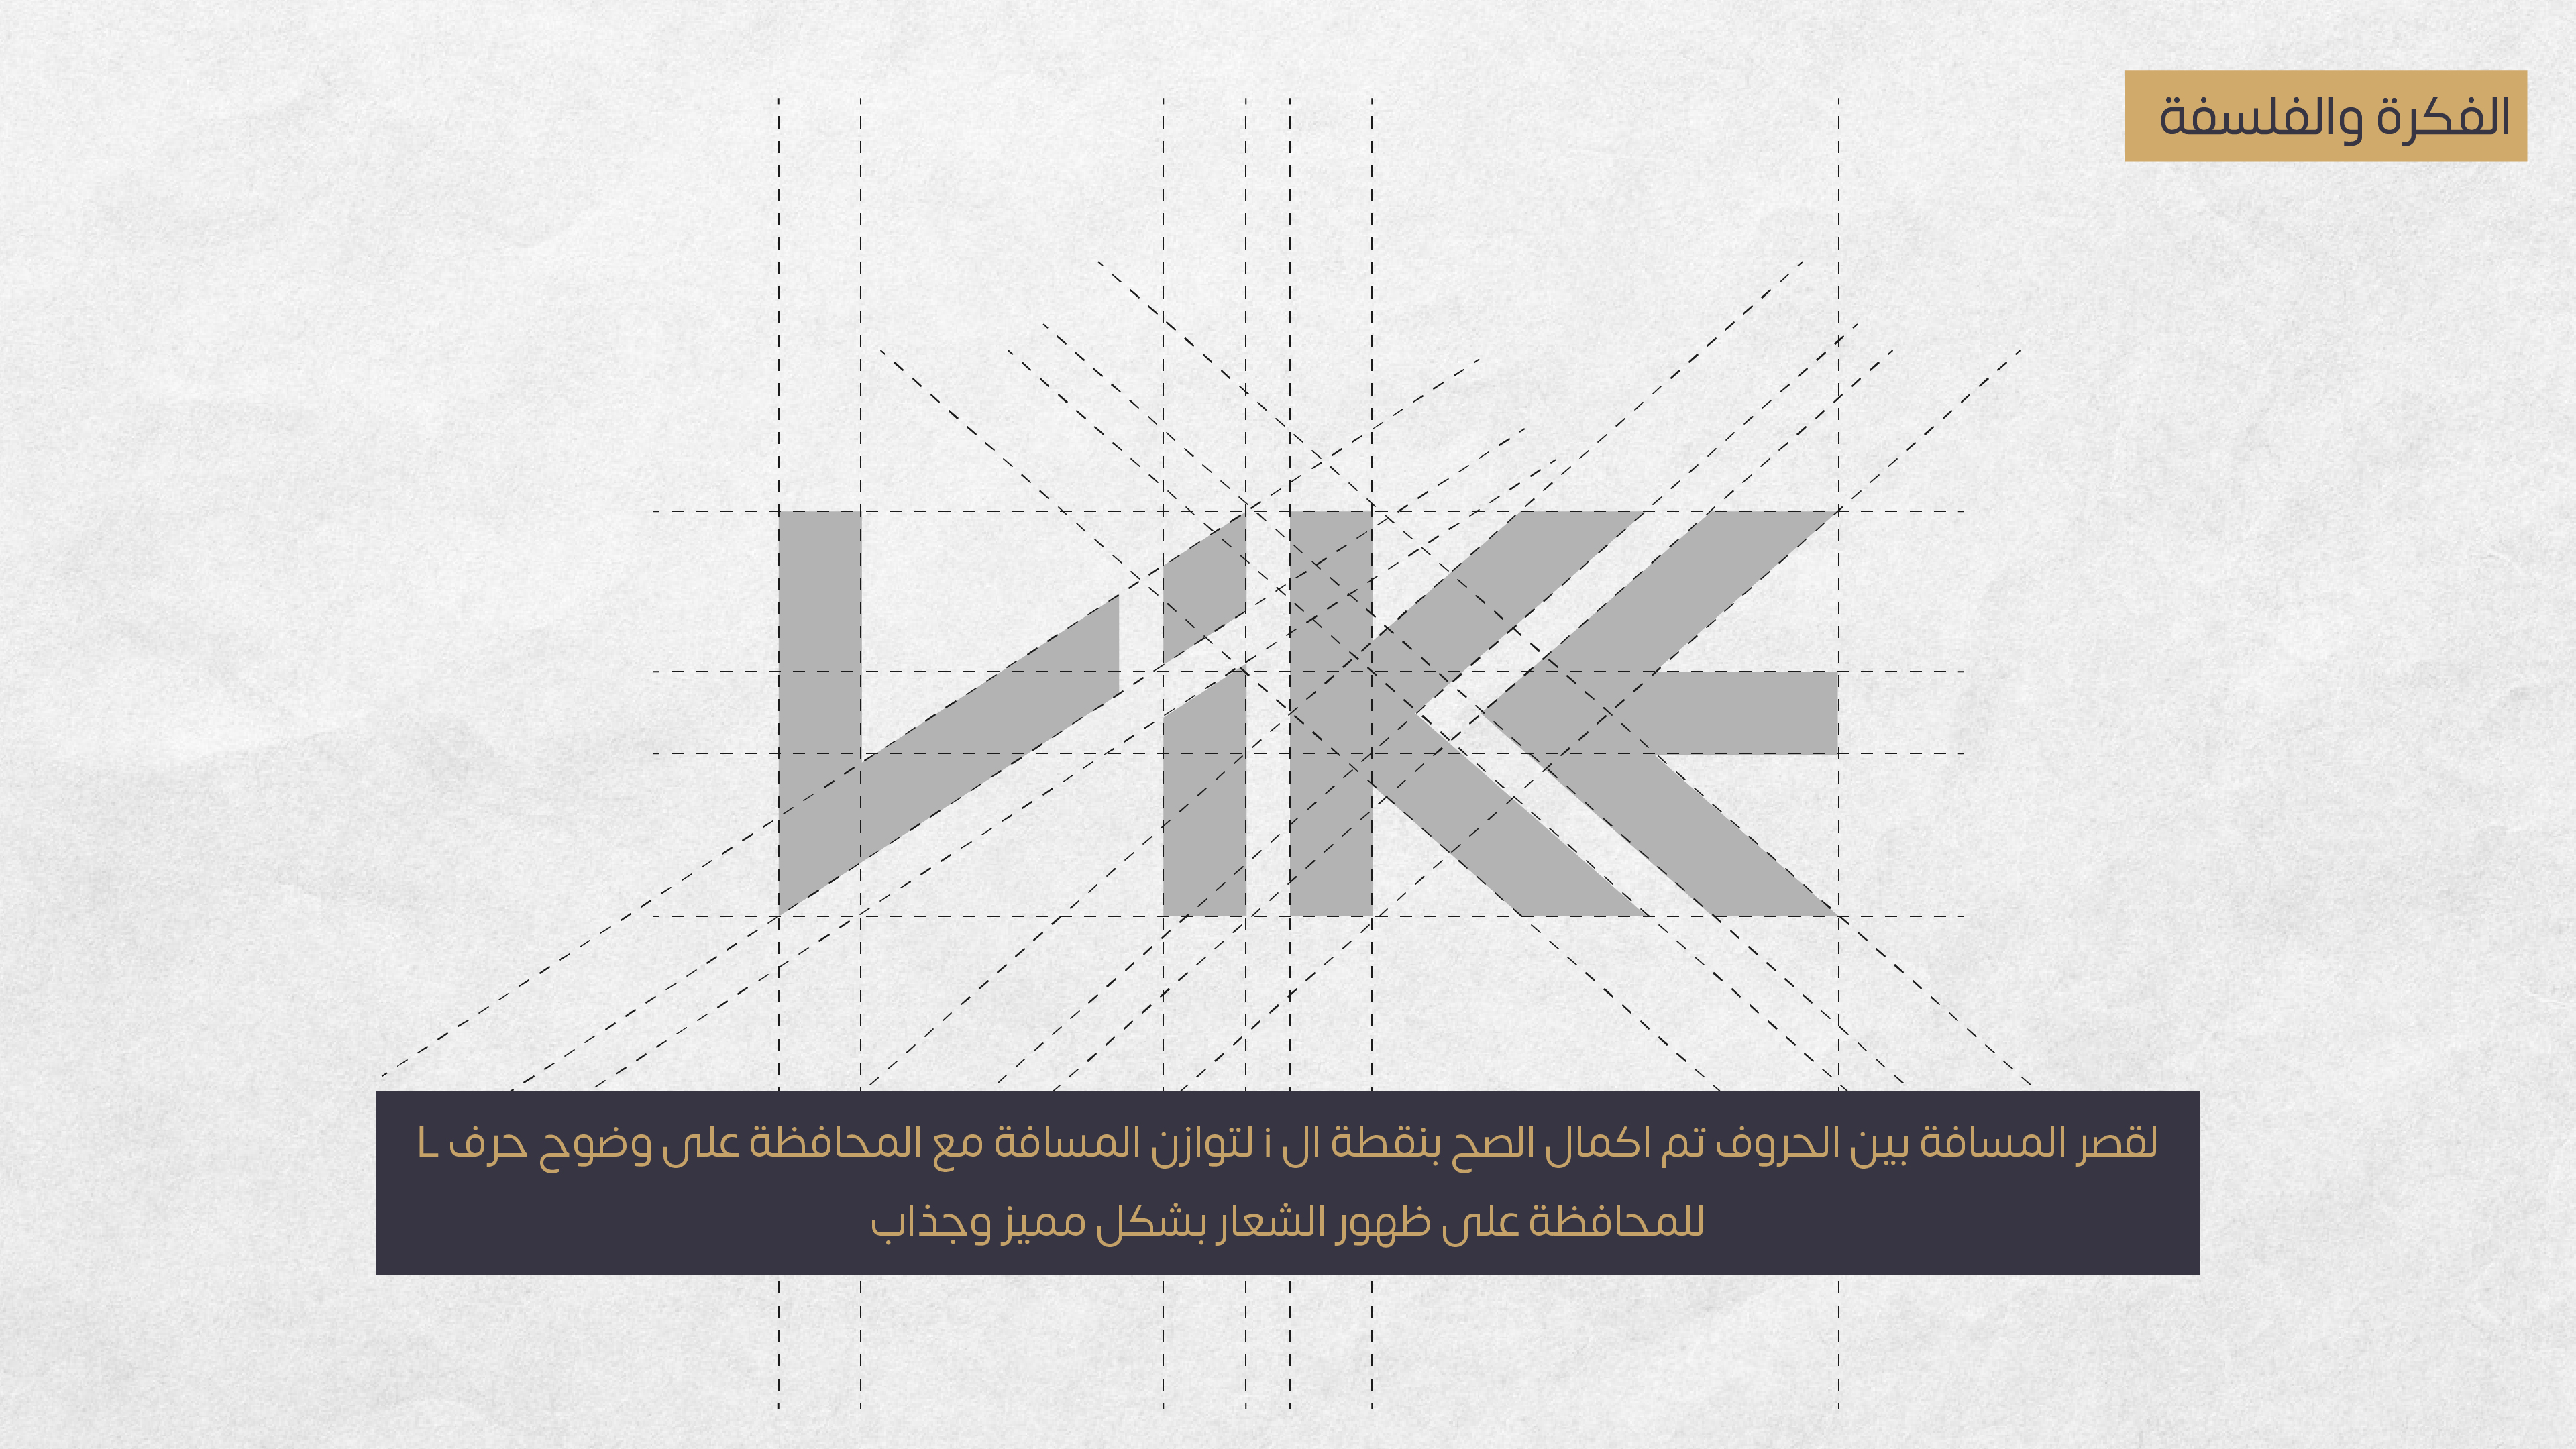 الفكرة والفلسفة
LiKE
لقصر المسافة بين الحروف تم اكمال الصح بنقطة ال i لتوازن المسافة مع المحافظة على وضوح حرف L
للمحافظة على ظهور الشعار بشكل مميز وجذاب